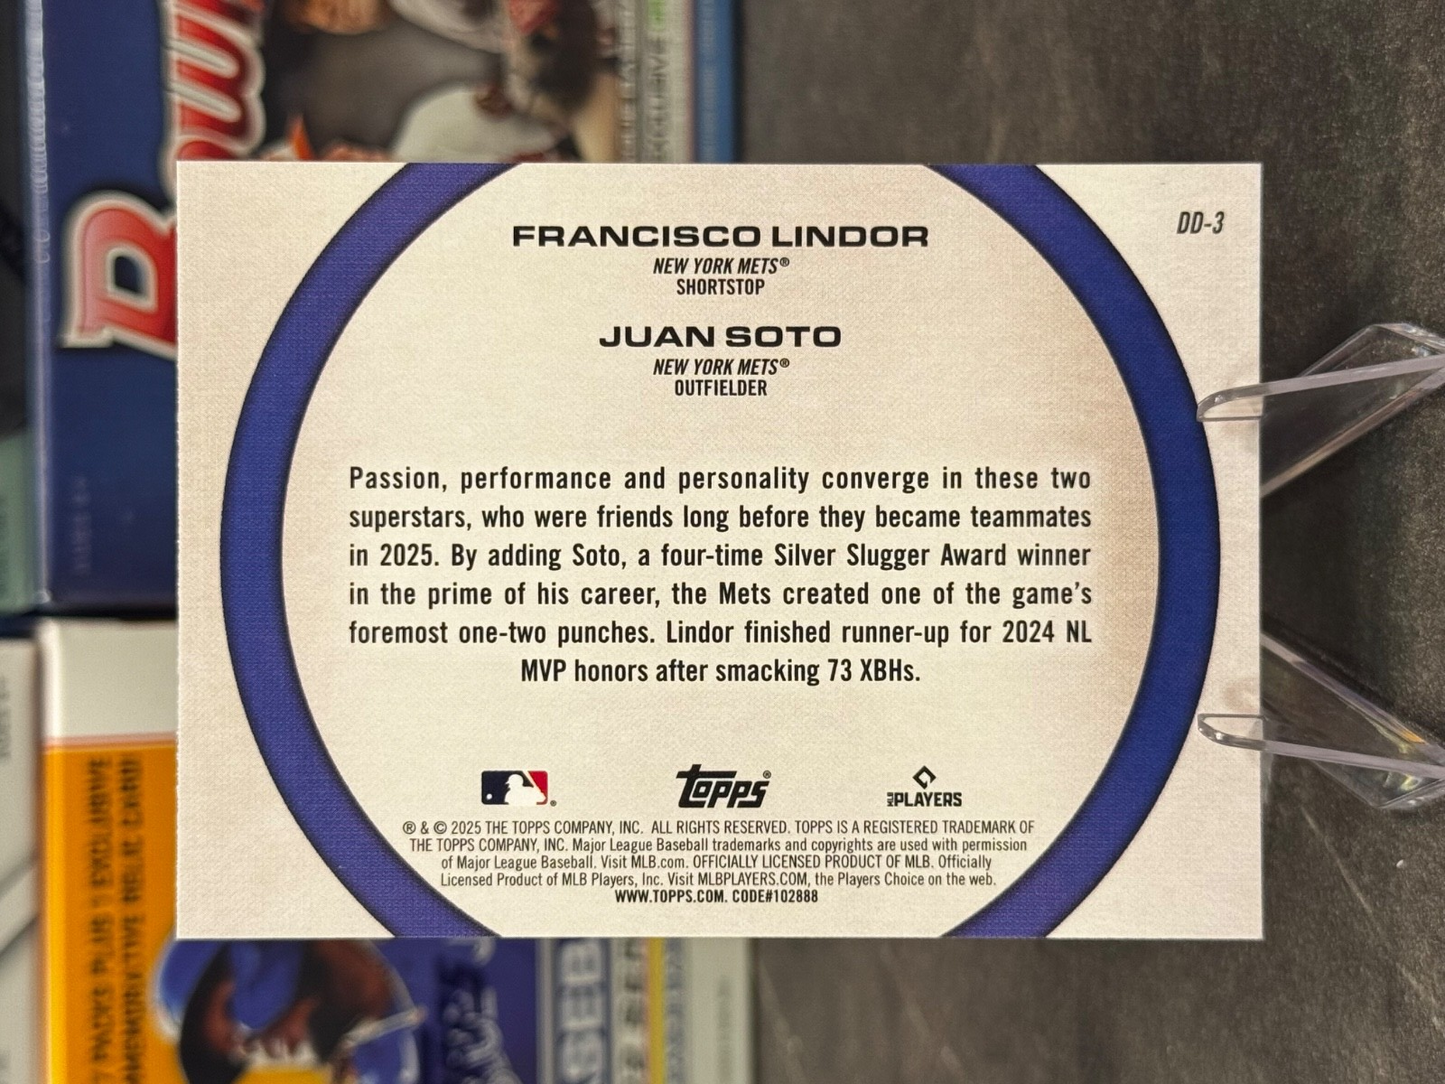 DD-3
FRANCISCO LINDOR
NEW YORK METS®
SHORTSTOP
JUAN SOTO
NEW YORK METS®
OUTFIELDER
Passion, performance and personality converge in these two
superstars, who were friends long before they became teammates
in 2025. By adding Soto, a four-time Silver Slugger Award winner
in the prime of his career, the Mets created one of the game's
foremost one-two punches. Lindor finished runner-up for 2024 NL
MVP honors after smacking 73 XBHs.
Topps®
MLB PLAYERS
® & © 2025 THE TOPPS COMPANY, INC. ALL RIGHTS RESERVED. TOPPS IS A REGISTERED TRADEMARK OF
THE TOPPS COMPANY, INC. Major League Baseball trademarks and copyrights are used with permission
of Major League Baseball. Visit MLB.com. OFFICIALLY LICENSED PRODUCT OF MLB. Officially
Licensed Product of MLB Players, Inc. Visit MLBPLAYERS.COM, the Players Choice on the web.
WWW.TOPPS.COM. CODE#102888